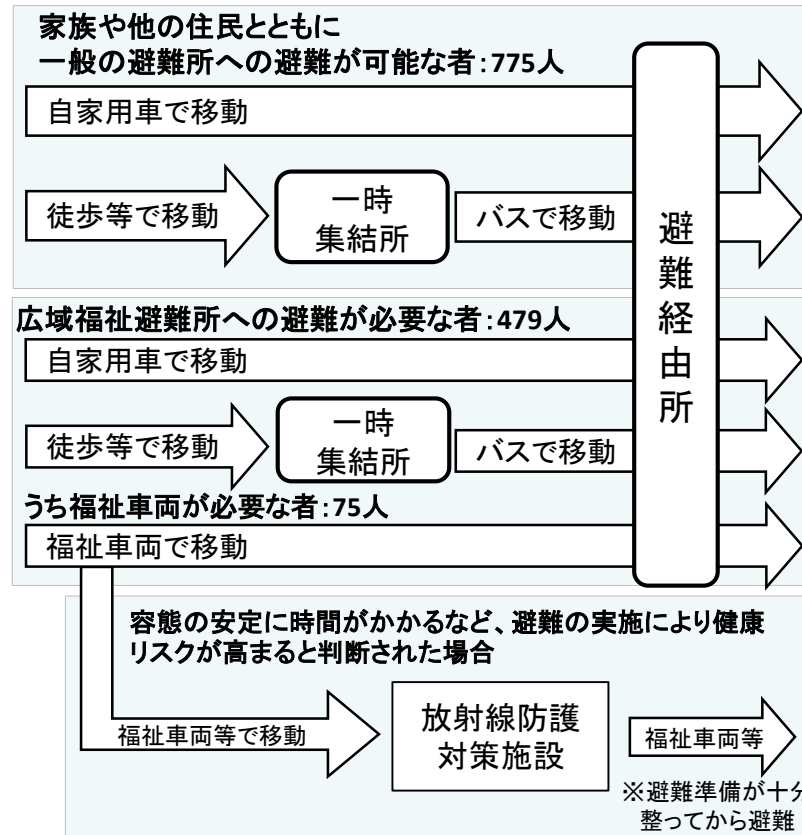 家族や他の住民とともに
一般の避難所への避難が可能な者：775人
自家用車で移動
徒歩等で移動
一時
集結所
バスで移動
避難経由所
広域福祉避難所への避難が必要な者：479人
自家用車で移動
徒歩等で移動
一時
集結所
バスで移動
うち福祉車両が必要な者：75人
福祉車両で移動
容態の安定に時間がかかるなど、避難の実施により健康
リスクが高まると判断された場合
福祉車両等で移動
放射線防護
対策施設
福祉車両等
※避難準備が十分
整ってから避難